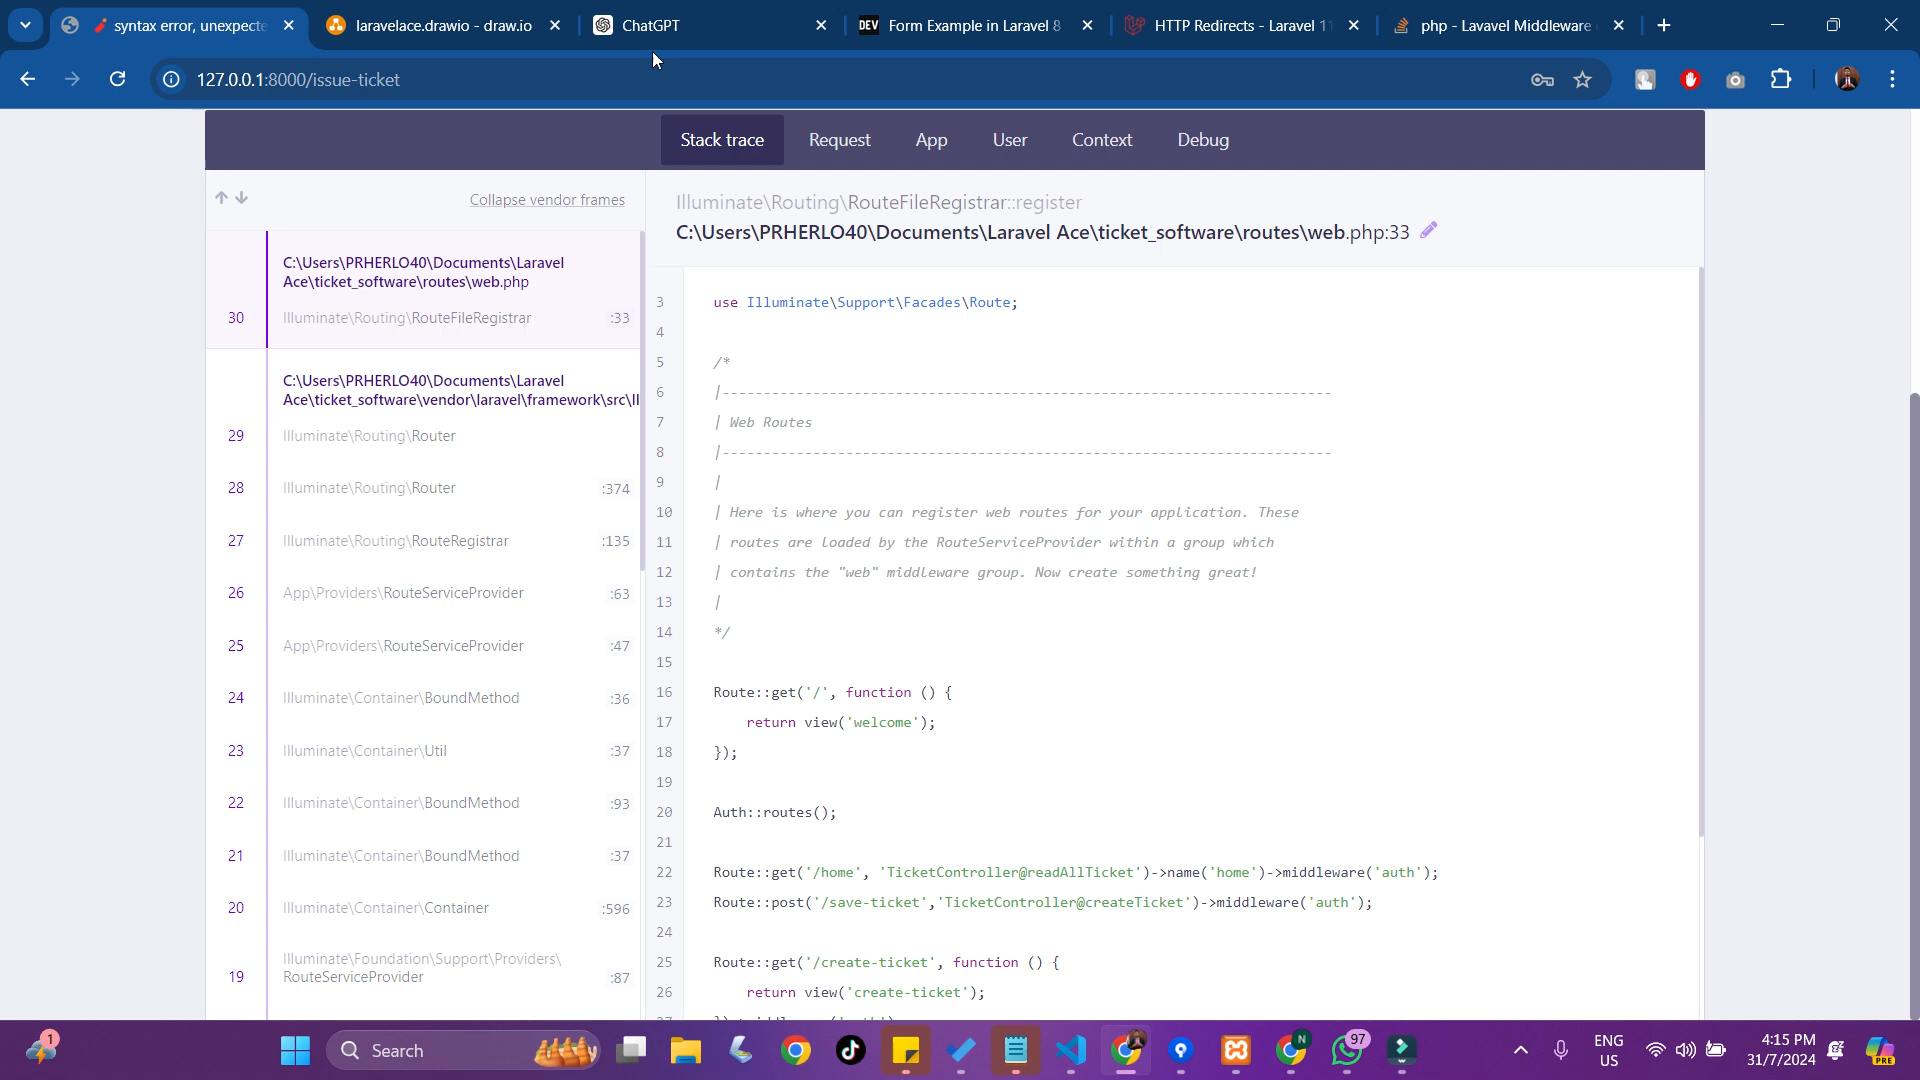 syntax error, unexpecte
laravelace.drawio - draw.io
ChatGPT
DEV Form Example in Laravel 8
HTTP Redirects - Laravel 11
php - Lavavel Middleware
127.0.0.1:8000/issue-ticket
Stack trace Request App User Context Debug
Collapse vendor frames
C:\Users\PRHERLO40\Documents\Laravel
Ace\ticket_software\routes\web.php
30 Illuminate\Routing\RouteFileRegistrar :33
C:\Users\PRHERLO40\Documents\Laravel
Ace\ticket_software\vendor\laravel\framework\src\Il
29 Illuminate\Routing\Router
28 Illuminate\Routing\Router :374
27 Illuminate\Routing\RouteRegistrar :135
26 App\Providers\RouteServiceProvider :63
25 App\Providers\RouteServiceProvider :47
24 Illuminate\Container\BoundMethod :36
23 Illuminate\Container\Util :37
22 Illuminate\Container\BoundMethod :93
21 Illuminate\Container\BoundMethod :37
20 Illuminate\Container\Container :596
Illuminate\Foundation\Support\Providers\
19 RouteServiceProvider :87
Illuminate\Routing\RouteFileRegistrar::register
C:\Users\PRHERLO40\Documents\Laravel Ace\ticket_software\routes\web.php:33
3 use Illuminate\Support\Facades\Route;
4
5 /*
6 |--------------------------------------------------------------------------
7 | Web Routes
8 |--------------------------------------------------------------------------
9 |
10 | Here is where you can register web routes for your application. These
11 | routes are loaded by the RouteServiceProvider within a group which
12 | contains the "web" middleware group. Now create something great!
13 |
14 */
15
16 Route::get('/', function () {
17 return view('welcome');
18 });
19
20 Auth::routes();
21
22 Route::get('/home', 'TicketController@readAllTicket')->name('home')->middleware('auth');
23 Route::post('/save-ticket','TicketController@createTicket')->middleware('auth');
24
25 Route::get('/create-ticket', function () {
26 return view('create-ticket');
1
Search
PRE
N
97
ENG
US
4:15 PM
31/7/2024